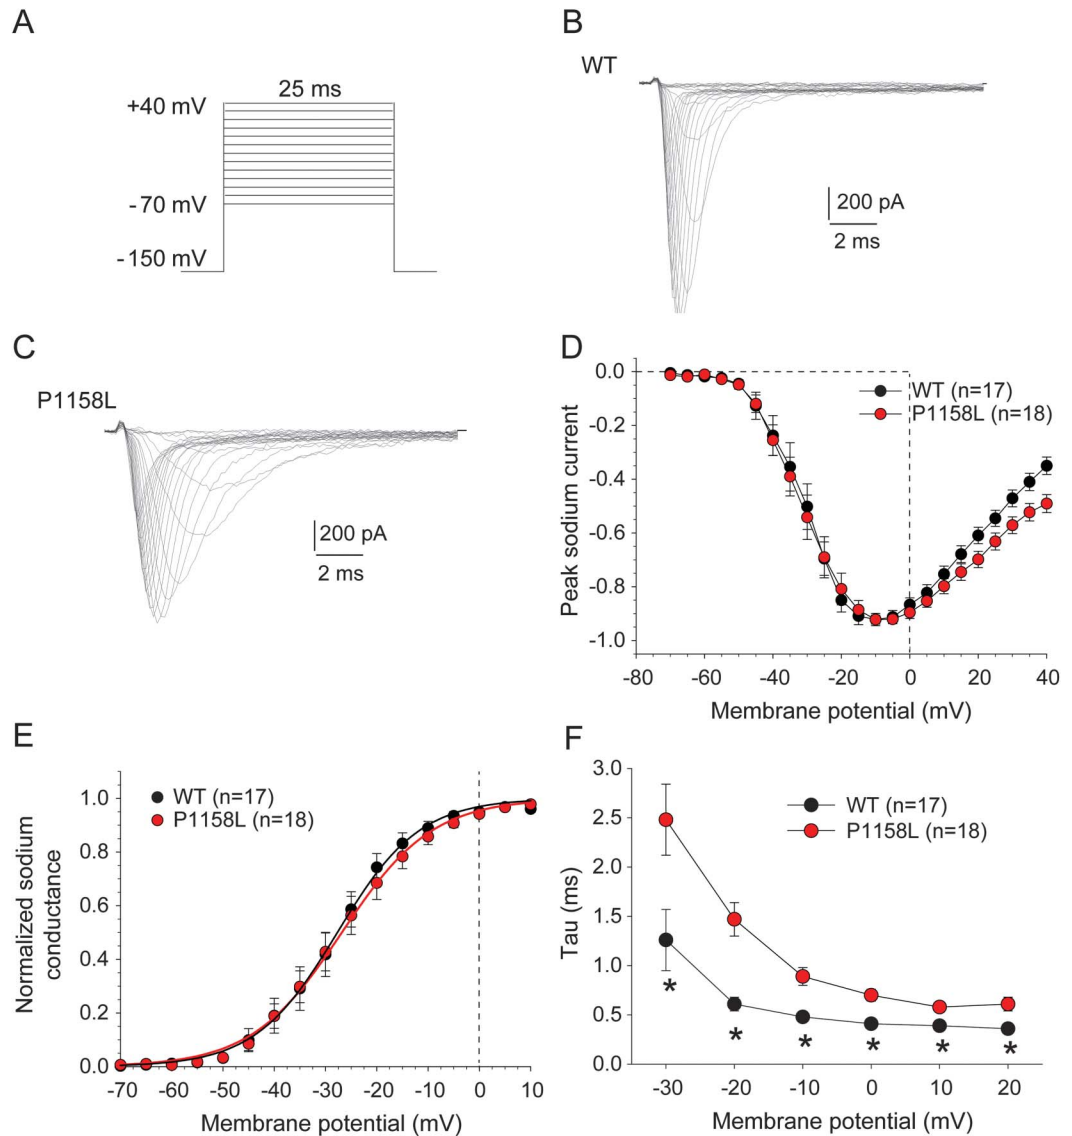 A
25 ms
+40 mV
-70 mV
-150 mV
B
WT
200 pA
2 ms
C
P1158L
200 pA
2 ms
D
0.0
-0.2
-0.4
-0.6
-0.8
-1.0
Peak sodium current
WT (n=17)
P1158L (n=18)
-80 -60 -40 -20 0 20 40
Membrane potential (mV)
E
1.0
0.8
0.6
0.4
0.2
0.0
Normalized sodium
conductance
WT (n=17)
P1158L (n=18)
-70 -60 -50 -40 -30 -20 -10 0 10
Membrane potential (mV)
F
3.0
2.5
2.0
1.5
1.0
0.5
0.0
Tau (ms)
WT (n=17)
P1158L (n=18)
* * * * * *
-30 -20 -10 0 10 20
Membrane potential (mV)